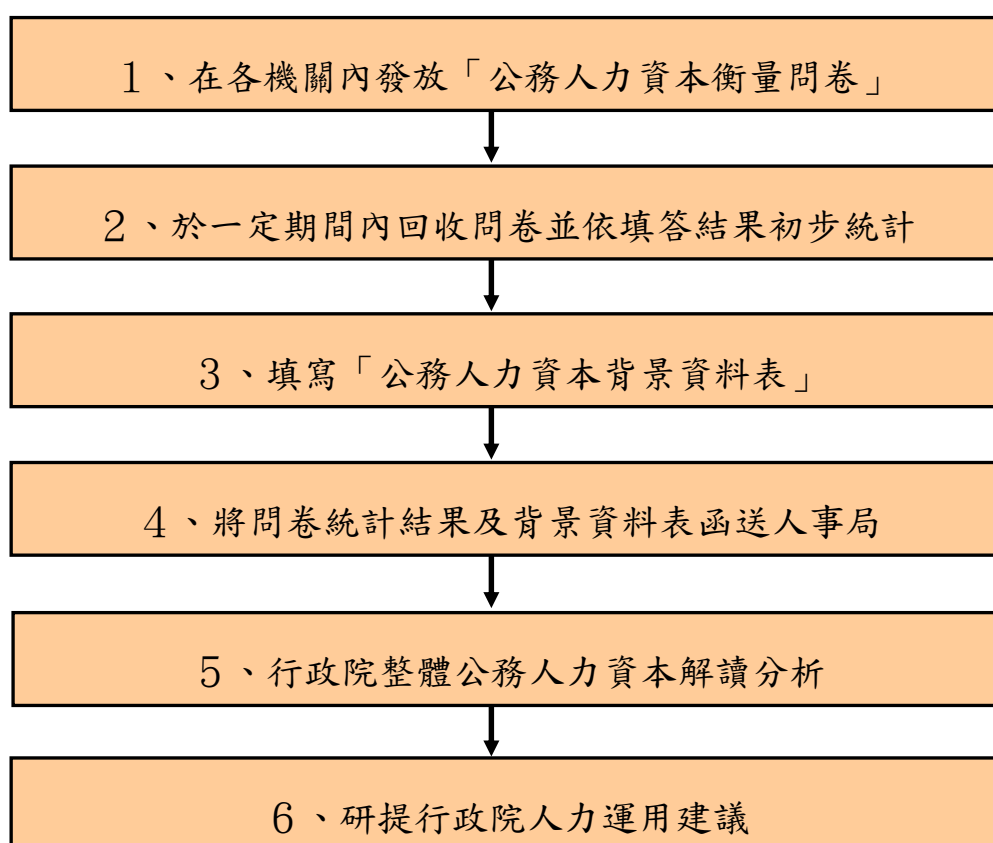 １、在各機關內發放「公務人力資本衡量問卷」
２、於一定期間內回收問卷並依填答結果初步統計
３、填寫「公務人力資本背景資料表」
４、將問卷統計結果及背景資料表函送人事局
５、行政院整體公務人力資本解讀分析
６、研提行政院人力運用建議